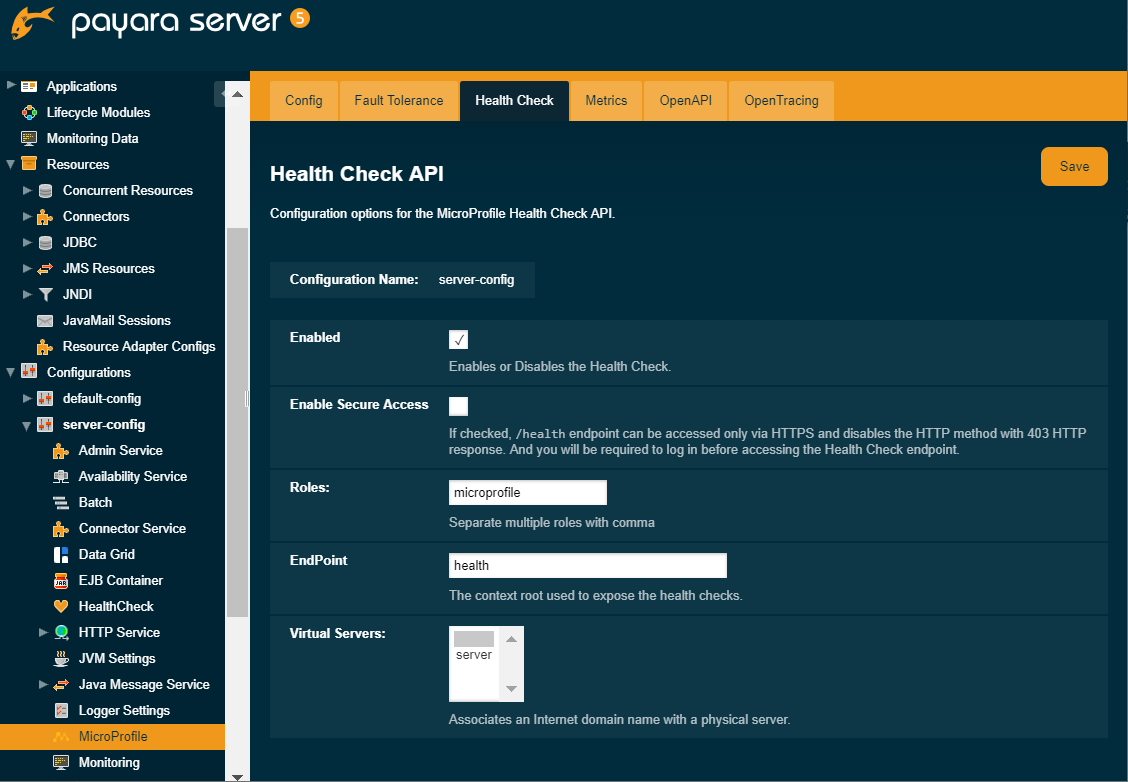 payara server 5
Applications
Lifecycle Modules
Monitoring Data
Resources
Concurrent Resources
Connectors
JDBC
JMS Resources
JNDI
JavaMail Sessions
Resource Adapter Configs
Configurations
default-config
server-config
Admin Service
Availability Service
Batch
Connector Service
Data Grid
EJB Container
HealthCheck
HTTP Service
JVM Settings
Java Message Service
Logger Settings
MicroProfile
Monitoring
Config Fault Tolerance Health Check Metrics OpenAPI OpenTracing
Health Check API
Save
Configuration options for the MicroProfile Health Check API.
Configuration Name: server-config
Enabled
Enables or Disables the Health Check.
Enable Secure Access
If checked, /health endpoint can be accessed only via HTTPS and disables the HTTP method with 403 HTTP
response. And you will be required to log in before accessing the Health Check endpoint.
Roles: microprofile
Separate multiple roles with comma
EndPoint health
The context root used to expose the health checks.
Virtual Servers:
server
Associates an Internet domain name with a physical server.